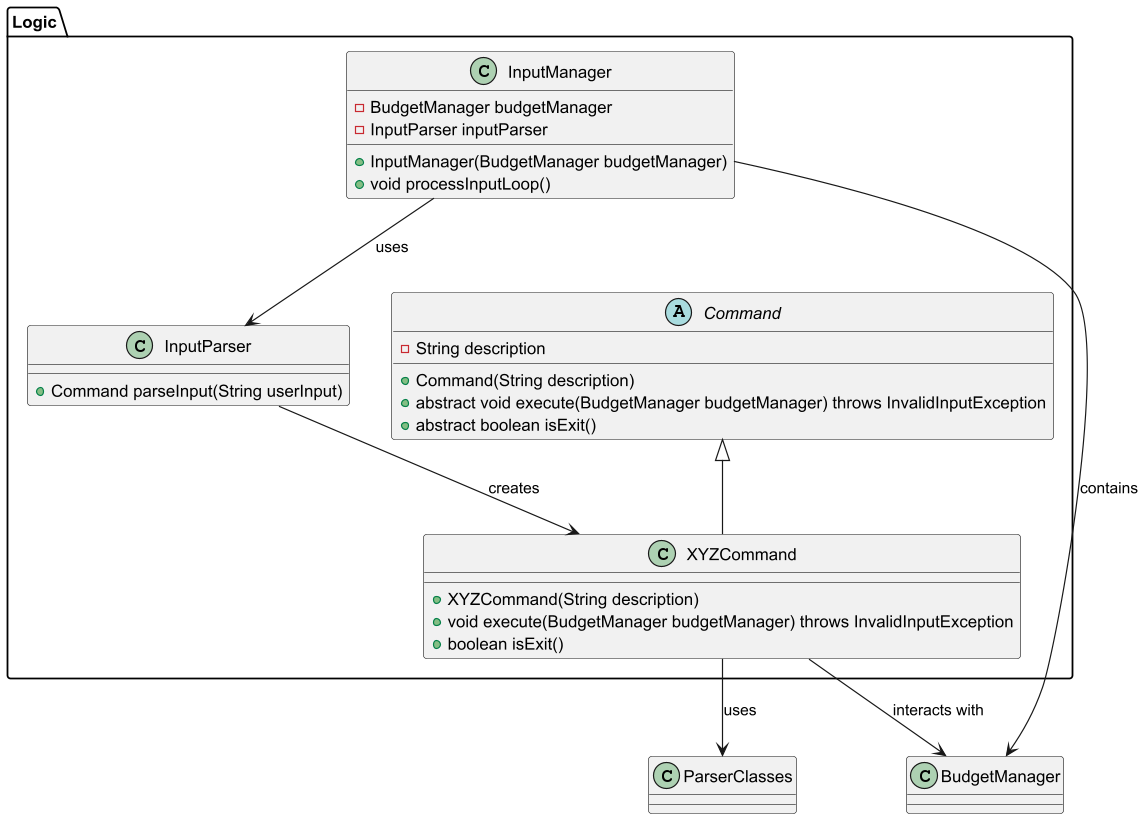 Logic
C InputManager
BudgetManager budgetManager
InputParser inputParser
InputManager(BudgetManager budgetManager)
void processInputLoop()
uses
A Command
String description
Command(String description)
abstract void execute(BudgetManager budgetManager) throws InvalidInputException
abstract boolean isExit()
C InputParser
Command parseInput(String userInput)
creates
contains
C XYZCommand
XYZCommand(String description)
void execute(BudgetManager budgetManager) throws InvalidInputException
boolean isExit()
uses
interacts with
C ParserClasses
C BudgetManager